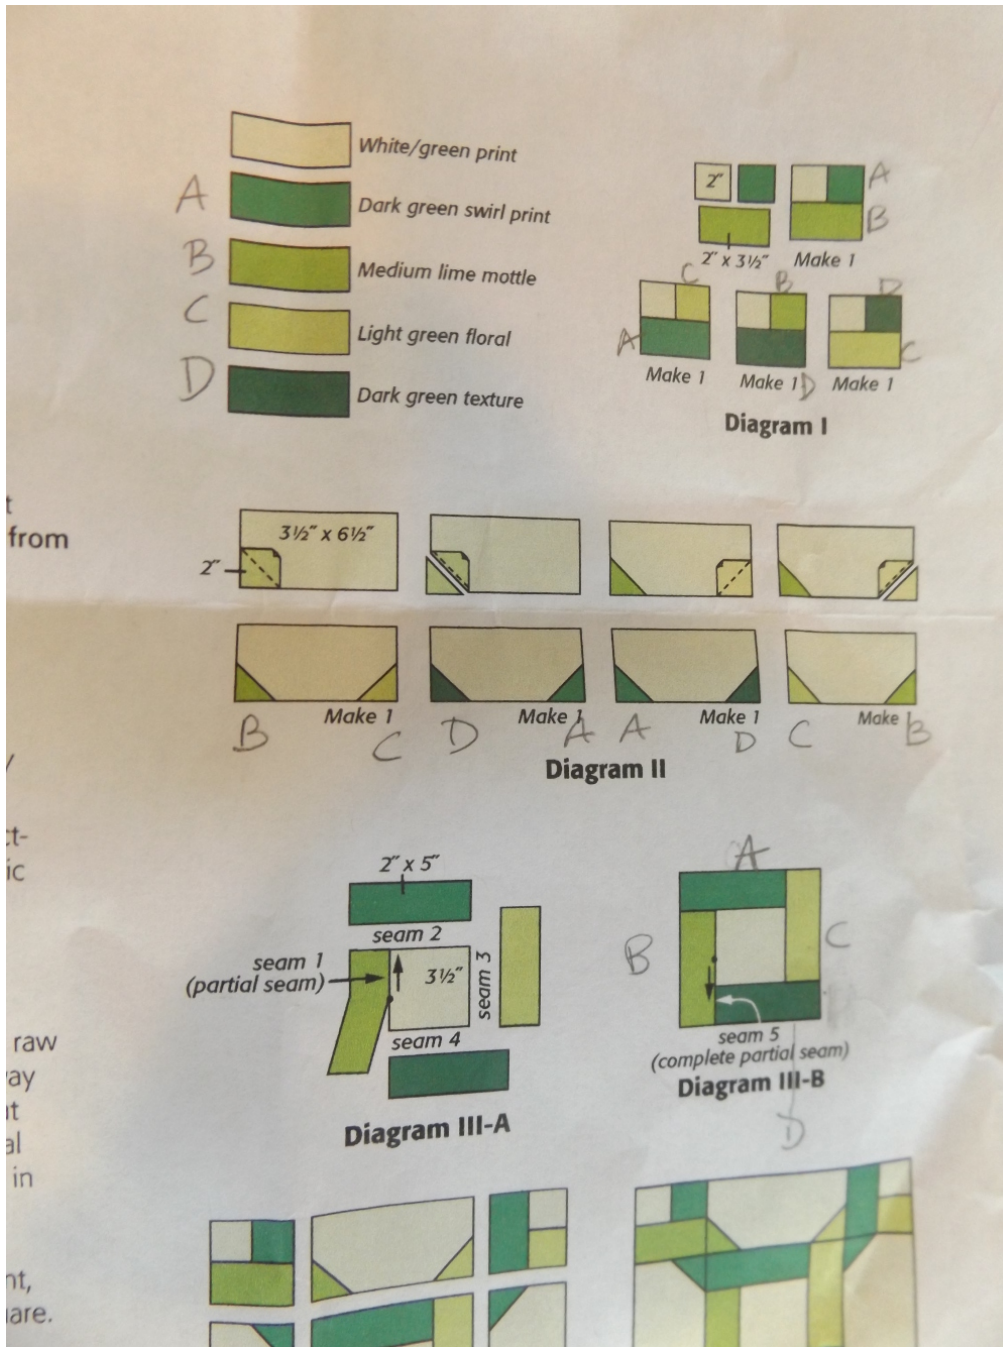 White/green print
A Dark green swirl print
B Medium lime mottle
C Light green floral
D Dark green texture
2"
A
B
2" x 3½" Make 1
C B D
A
C
Make 1 Make 1 D Make 1
Diagram I
t
from
3½" x 6½"
2"
Make 1 Make 1 Make 1 Make
B C D A A D C B
Diagram II
ct-
ic
2" x 5"
seam 2
seam 1
(partial seam)
3½"
seam 3
seam 4
Diagram III-A
A
B C
seam 5
(complete partial seam)
Diagram III-B
D
raw
ay
nt
al
in
nt,
are.